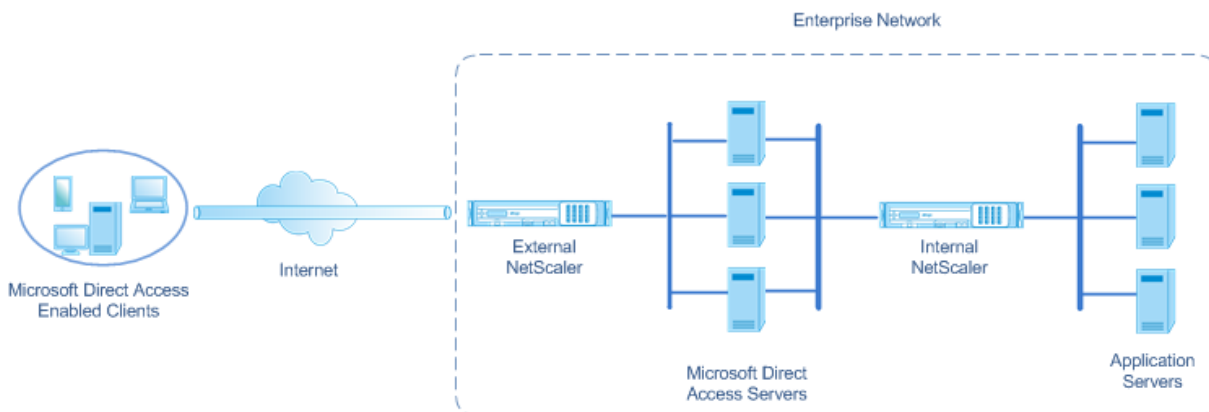 Enterprise Network
Microsoft Direct Access
Enabled Clients
Internet
External
NetScaler
Microsoft Direct
Access Servers
Internal
NetScaler
Application
Servers